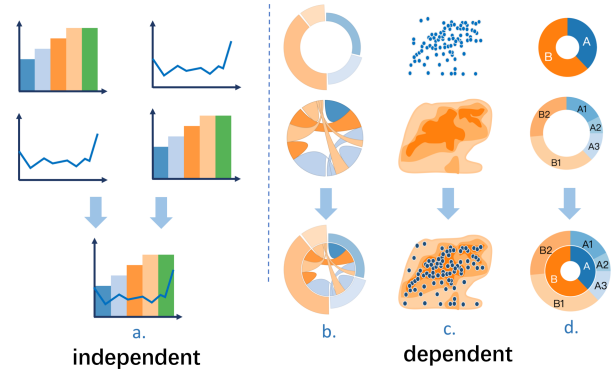 B A
B2 A1
A2
A3
B1
B2 A1
B A A2
A3
B1
a. b. c. d.
independent dependent